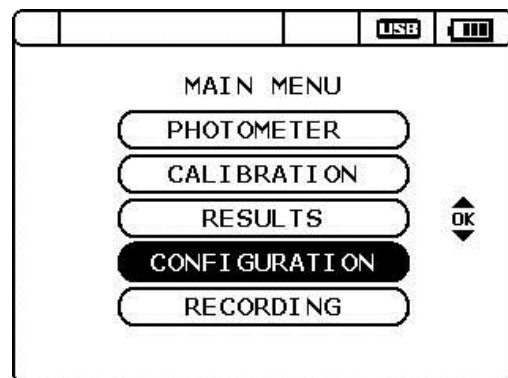 USB
MAIN MENU
PHOTOMETER
CALIBRATION
RESULTS
OK
CONFIGURATION
RECORDING